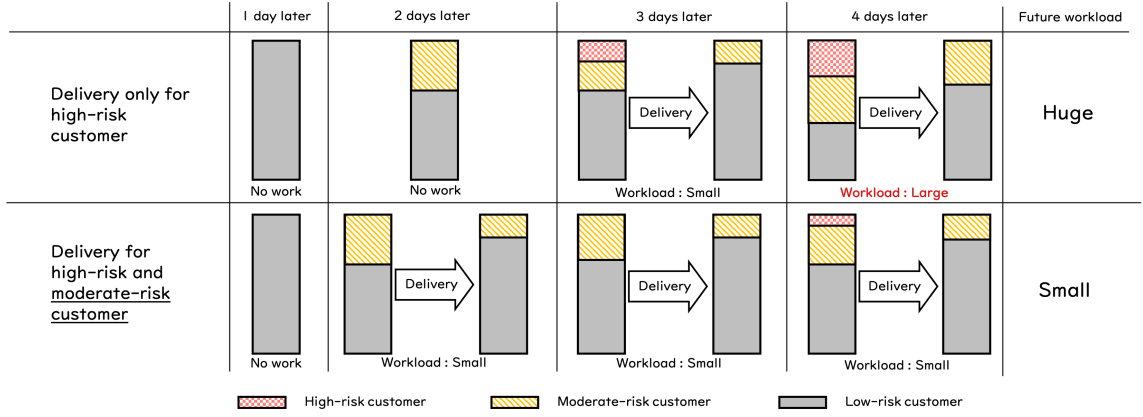 1 day later
2 days later
3 days later
4 days later
Future workload
Delivery only for
high-risk
customer
No work
No work
Delivery
Workload : Small
Delivery
Workload : Large
Huge
Delivery for
high-risk and
moderate-risk
customer
No work
Delivery
Workload : Small
Delivery
Workload : Small
Delivery
Workload : Small
Small
High-risk customer
Moderate-risk customer
Low-risk customer